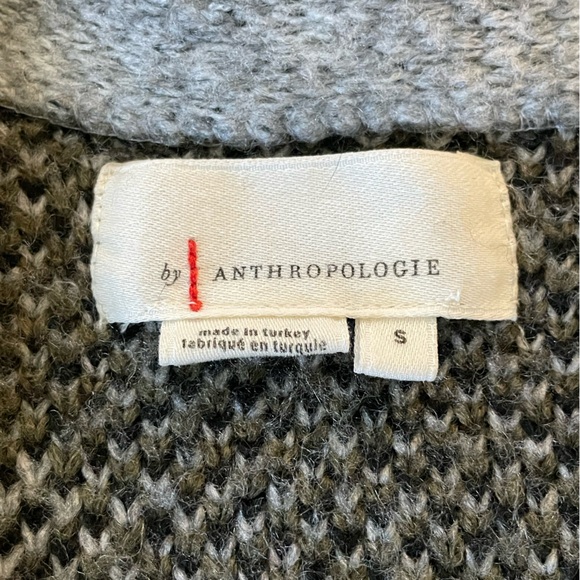 by ANTHROPOLOGIE
made in turkey
fabriqué en turquie
S